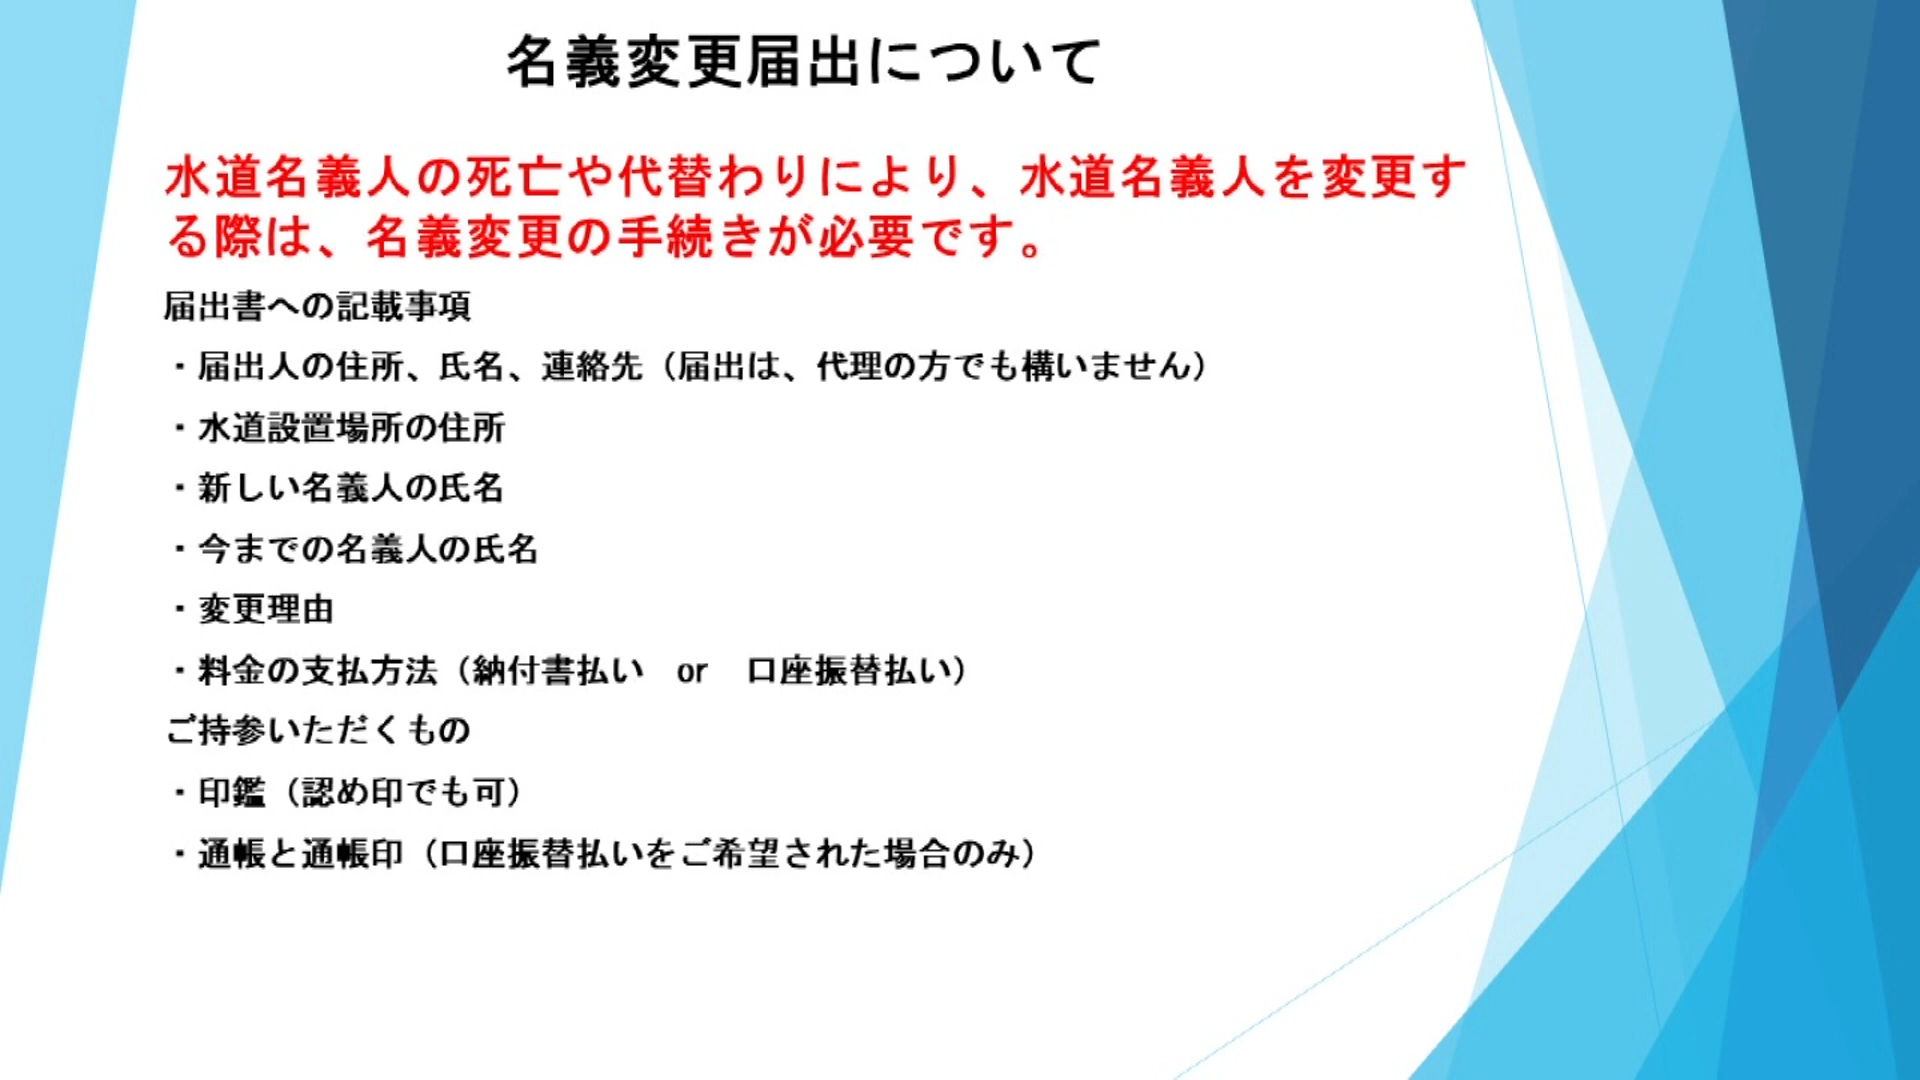 名義変更届出について
水道名義人の死亡や代替わりにより、水道名義人を変更す
る際は、名義変更の手続きが必要です。
届出書への記載事項
・届出人の住所、氏名、連絡先（届出は、代理の方でも構いません）
・水道設置場所の住所
・新しい名義人の氏名
・今までの名義人の氏名
・変更理由
・料金の支払方法（納付書払い　or　口座振替払い）
ご持参いただくもの
・印鑑（認め印でも可）
・通帳と通帳印（口座振替払いをご希望された場合のみ）